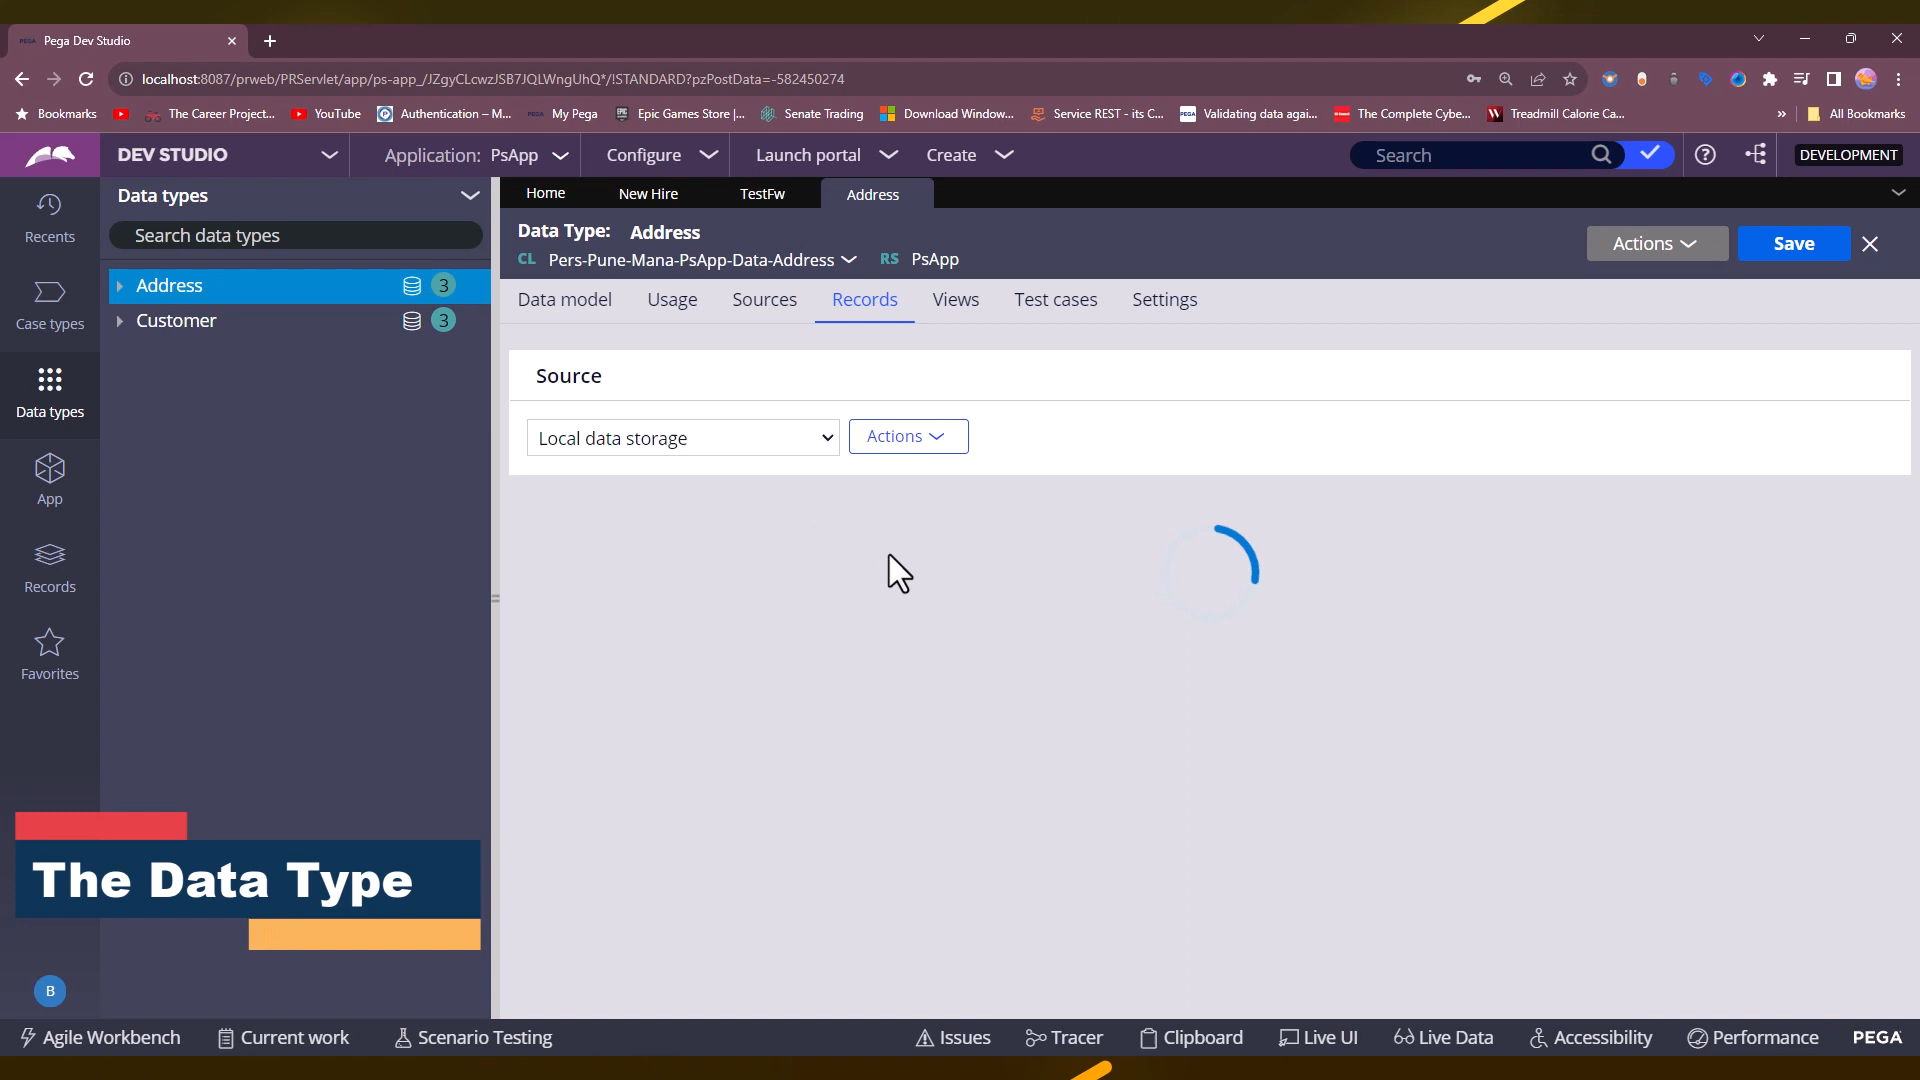 Pega Dev Studio
localhost:8087/prweb/PRServlet/app/ps-app_/JZgyCLcwzJSB7JQLWngUhQ*/!STANDARD?pzPostData=-582450274
Bookmarks The Career Project... YouTube Authentication – M... My Pega Epic Games Store |... Senate Trading Download Window... Service REST - its C... Validating data agai... The Complete Cybe... Treadmill Calorie Ca... » All Bookmarks
DEV STUDIO Application: PsApp Configure Launch portal Create Search DEVELOPMENT
Recents
Case types
Data types
App
Records
Favorites
B
Data types
Search data types
Address 3
Customer 3
Home New Hire TestFw Address
Data Type: Address
CL Pers-Pune-Mana-PsApp-Data-Address RS PsApp
Actions Save
Data model Usage Sources Records Views Test cases Settings
Source
Local data storage Actions
The Data Type
Agile Workbench Current work Scenario Testing Issues Tracer Clipboard Live UI Live Data Accessibility Performance PEGA